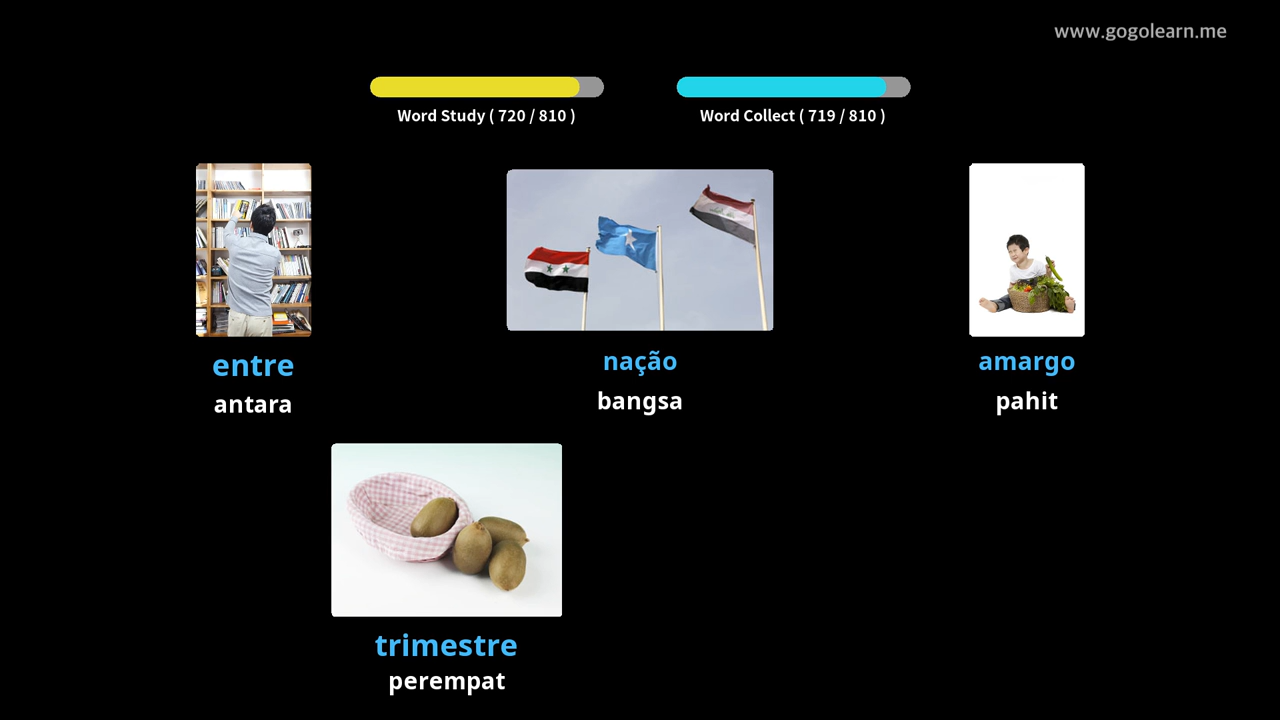 www.gogolearn.me
Word Study ( 720 / 810 )
Word Collect ( 719 / 810 )
entre
antara
nação
bangsa
amargo
pahit
trimestre
perempat